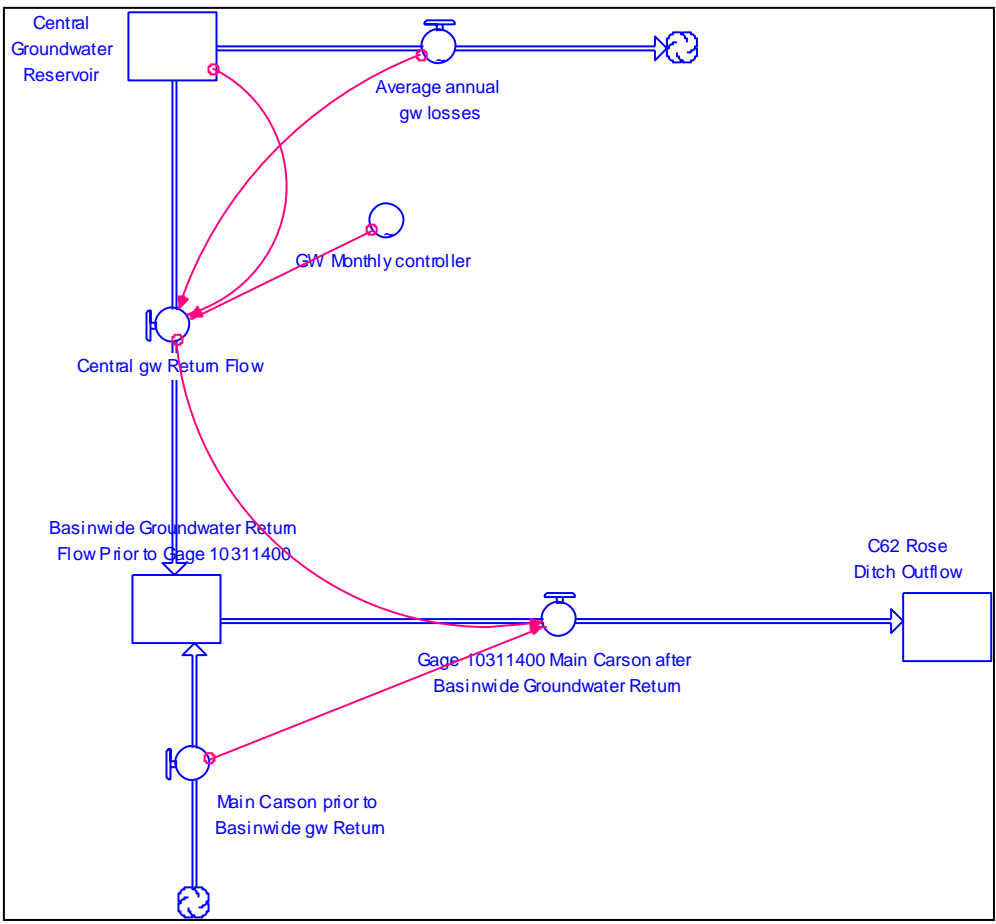 Central
Groundwater
Reservoir
Average annual
gw losses
GW Monthly controller
Central gw Return Flow
Basinwide Groundwater Return
Flow Prior to Gage 10311400
C62 Rose
Ditch Outflow
Gage 10311400 Main Carson after
Basinwide Groundwater Return
Main Carson prior to
Basinwide gw Return